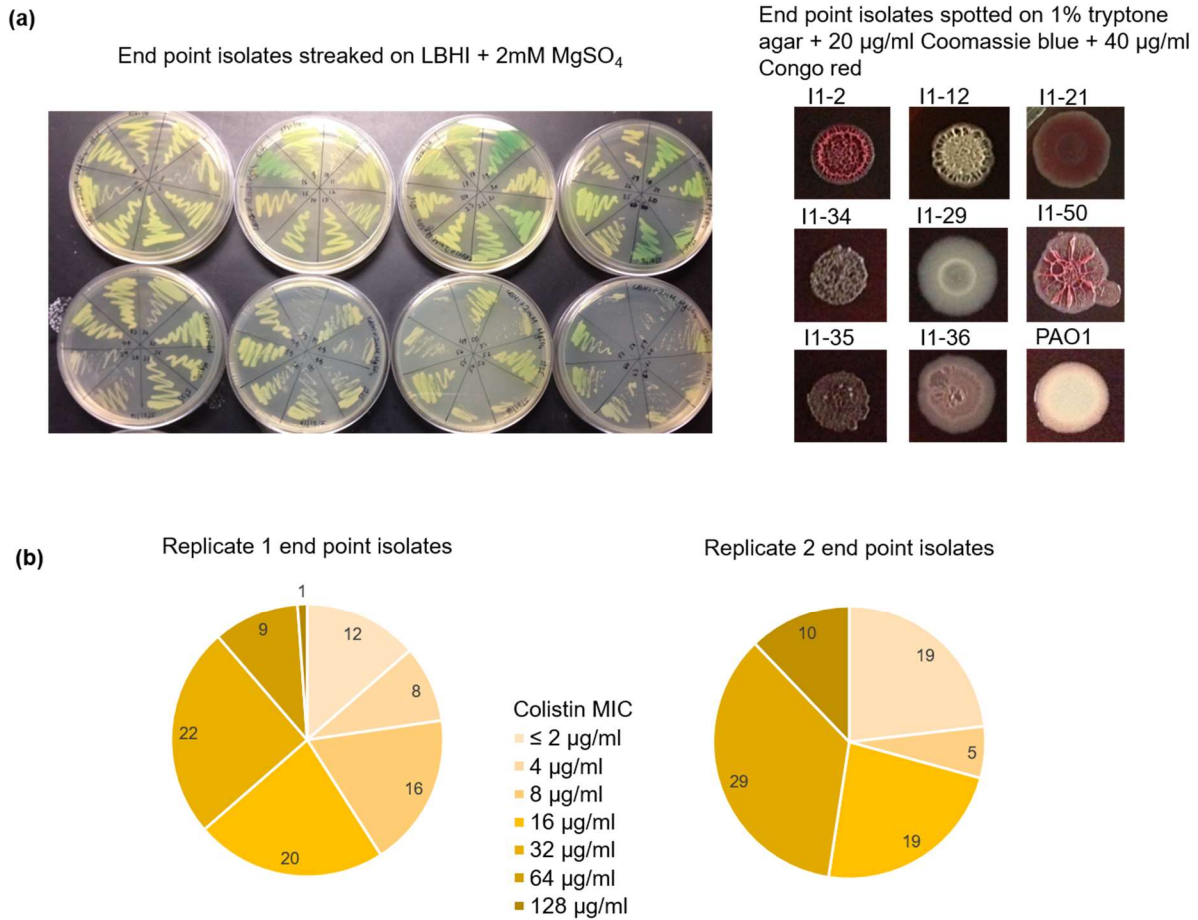 (a)
End point isolates streaked on LBHI + 2mM MgSO₄
End point isolates spotted on 1% tryptone
agar + 20 µg/ml Coomassie blue + 40 µg/ml
Congo red
I1-2 I1-12 I1-21
I1-34 I1-29 I1-50
I1-35 I1-36 PAO1
(b)
Replicate 1 end point isolates
Replicate 2 end point isolates
1
9
12
8
22
16
20
Colistin MIC
≤ 2 µg/ml
4 µg/ml
8 µg/ml
16 µg/ml
32 µg/ml
64 µg/ml
128 µg/ml
10
19
5
29
19